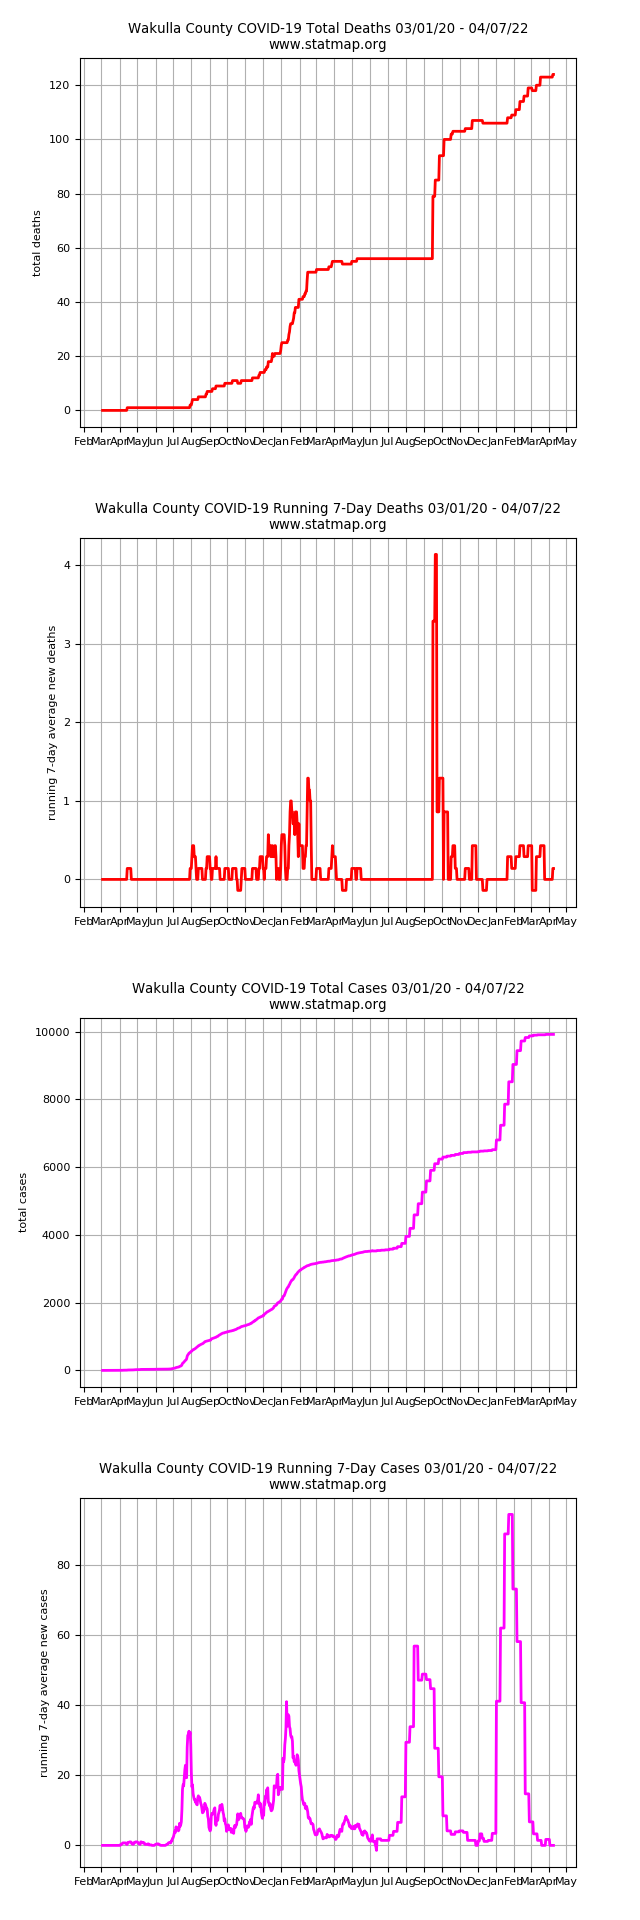 Wakulla County COVID-19 Total Deaths 03/01/20 - 04/07/22
www.statmap.org
120
100
80
60
40
20
0
total deaths
Feb Mar Apr May Jun Jul Aug Sep Oct Nov Dec Jan Feb Mar Apr May Jun Jul Aug Sep Oct Nov Dec Jan Feb Mar Apr May
Wakulla County COVID-19 Running 7-Day Deaths 03/01/20 - 04/07/22
www.statmap.org
4
3
2
1
0
running 7-day average new deaths
Feb Mar Apr May Jun Jul Aug Sep Oct Nov Dec Jan Feb Mar Apr May Jun Jul Aug Sep Oct Nov Dec Jan Feb Mar Apr May
Wakulla County COVID-19 Total Cases 03/01/20 - 04/07/22
www.statmap.org
10000
8000
6000
4000
2000
0
total cases
Feb Mar Apr May Jun Jul Aug Sep Oct Nov Dec Jan Feb Mar Apr May Jun Jul Aug Sep Oct Nov Dec Jan Feb Mar Apr May
Wakulla County COVID-19 Running 7-Day Cases 03/01/20 - 04/07/22
www.statmap.org
80
60
40
20
0
running 7-day average new cases
Feb Mar Apr May Jun Jul Aug Sep Oct Nov Dec Jan Feb Mar Apr May Jun Jul Aug Sep Oct Nov Dec Jan Feb Mar Apr May